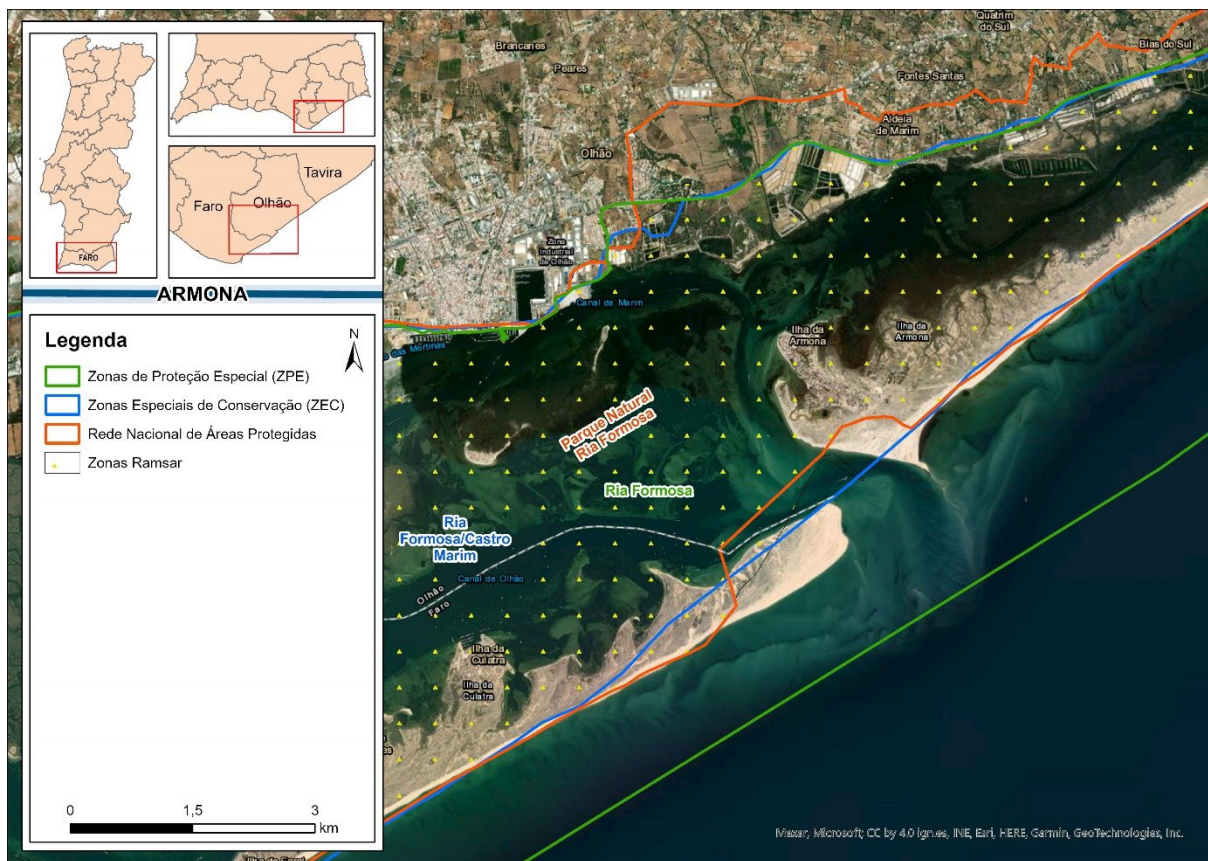 FARO
Tavira
Faro
Olhão
ARMONA
Legenda
N
Zonas de Proteção Especial (ZPE)
Zonas Especiais de Conservação (ZEC)
Rede Nacional de Áreas Protegidas
Zonas Ramsar
0
1,5
3
km
Quatrim
do Sul
Brancanes
Bias do Sul
Peares
Fontes Santas
Aldeia
de Marim
Olhão
Zona
Industrial
de Olhão
Canal de Marim
das Mortinas
Ilha da
Armona
Ilha da
Armona
Parque Natural
Ria Formosa
Ria Formosa
Ria
Formosa/Castro
Marim
Canal de Olhão
Olhão
Faro
Ilha da
Culatra
Ilha da
Culatra
Maxar, Microsoft; CC by 4.0 ign.es, INE, Esri, HERE, Garmin, GeoTechnologies, Inc.